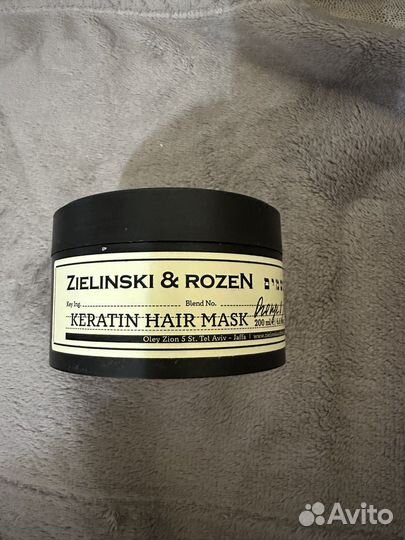 ZIELINSKI & ROZEN
Key Ing. Blend No.
KERATIN HAIR MASK 200 ml
Oley Zion 5 St. Tel Aviv - Jaffa |
Avito